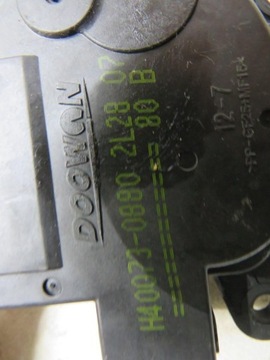 DOOWON
H40073-0880 2L28 07
============= 80 B
12-7